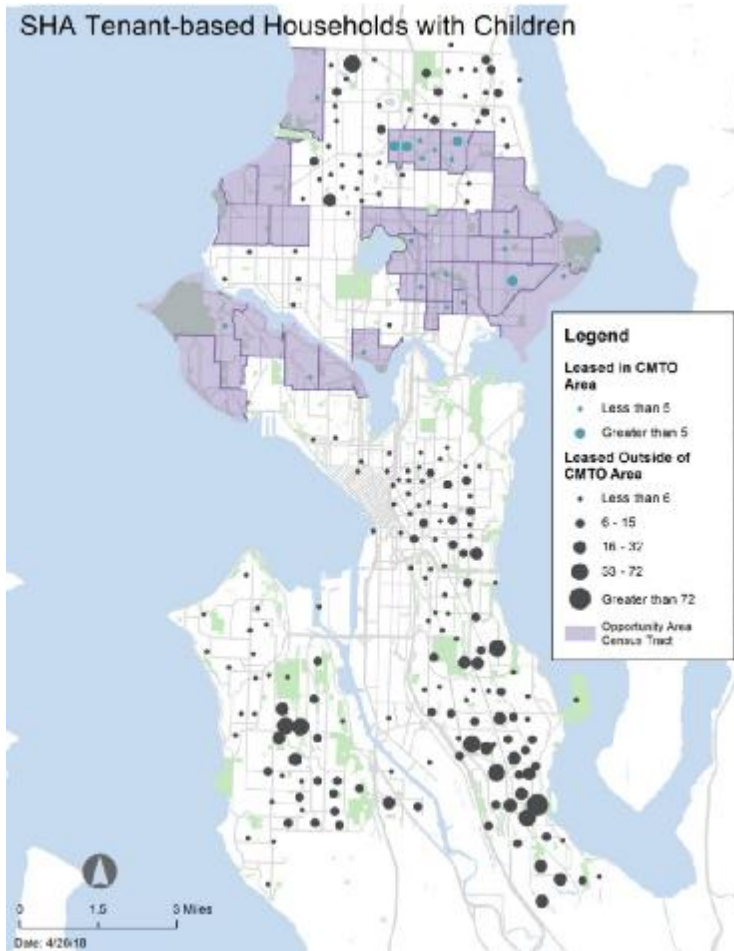 SHA Tenant-based Households with Children
Legend
Leased in CMTO
Area
Less than 5
Greater than 5
Leased Outside of
CMTO Area
Less than 6
6 - 15
16 - 32
33 - 72
Greater than 72
Opportunity Area
Census Tract
0 1.5 3 Miles
Date: 4/20/18